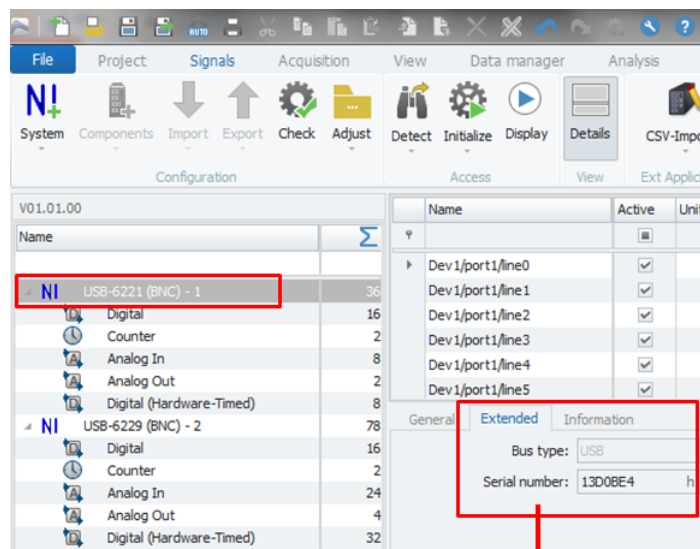 AUTO
File Project Signals Acquisition View Data manager Analysis
NI
System Components Import Export Check Adjust Detect Initialize Display Details CSV-Impo
Configuration Access View Ext Applic
V01.01.00
Name Σ
Name Active Unit
NI USB-6221 (BNC) - 1 36
Digital 16
Counter 2
Analog In 8
Analog Out 2
Digital (Hardware-Timed) 8
NI USB-6229 (BNC) - 2 78
Digital 16
Counter 2
Analog In 24
Analog Out 4
Digital (Hardware-Timed) 32
Dev1/port1/line0
Dev1/port1/line1
Dev1/port1/line2
Dev1/port1/line3
Dev1/port1/line4
Dev1/port1/line5
General Extended Information
Bus type: USB
Serial number: 13D0BE4 h